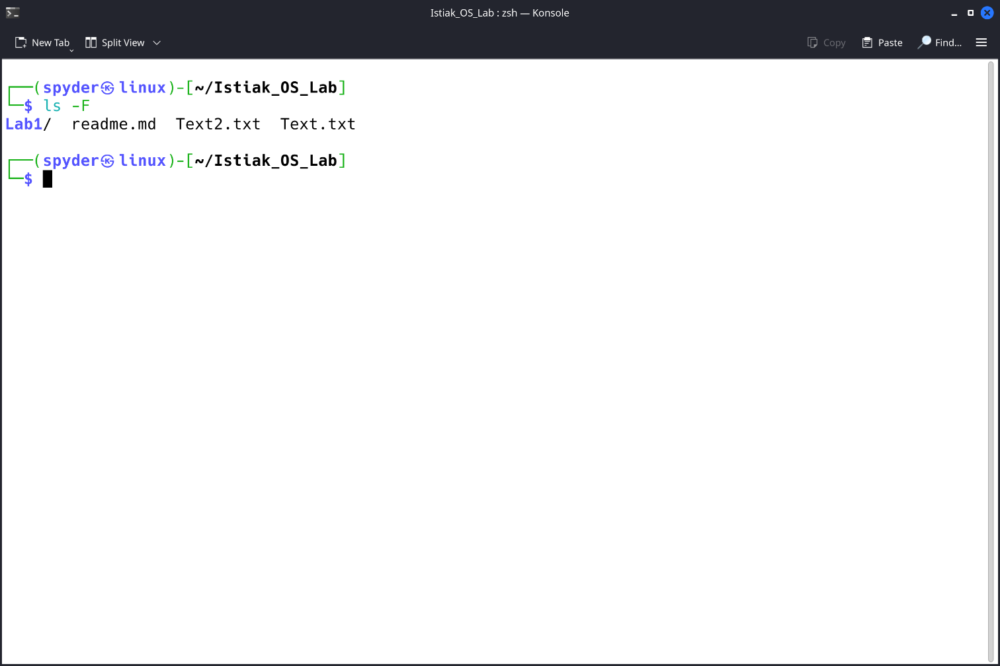 Istiak_OS_Lab : zsh — Konsole
New Tab Split View Copy Paste Find...
┌──(spyder㉿linux)-[~/Istiak_OS_Lab]
└─$ ls -F
Lab1/  readme.md  Text2.txt  Text.txt
┌──(spyder㉿linux)-[~/Istiak_OS_Lab]
└─$